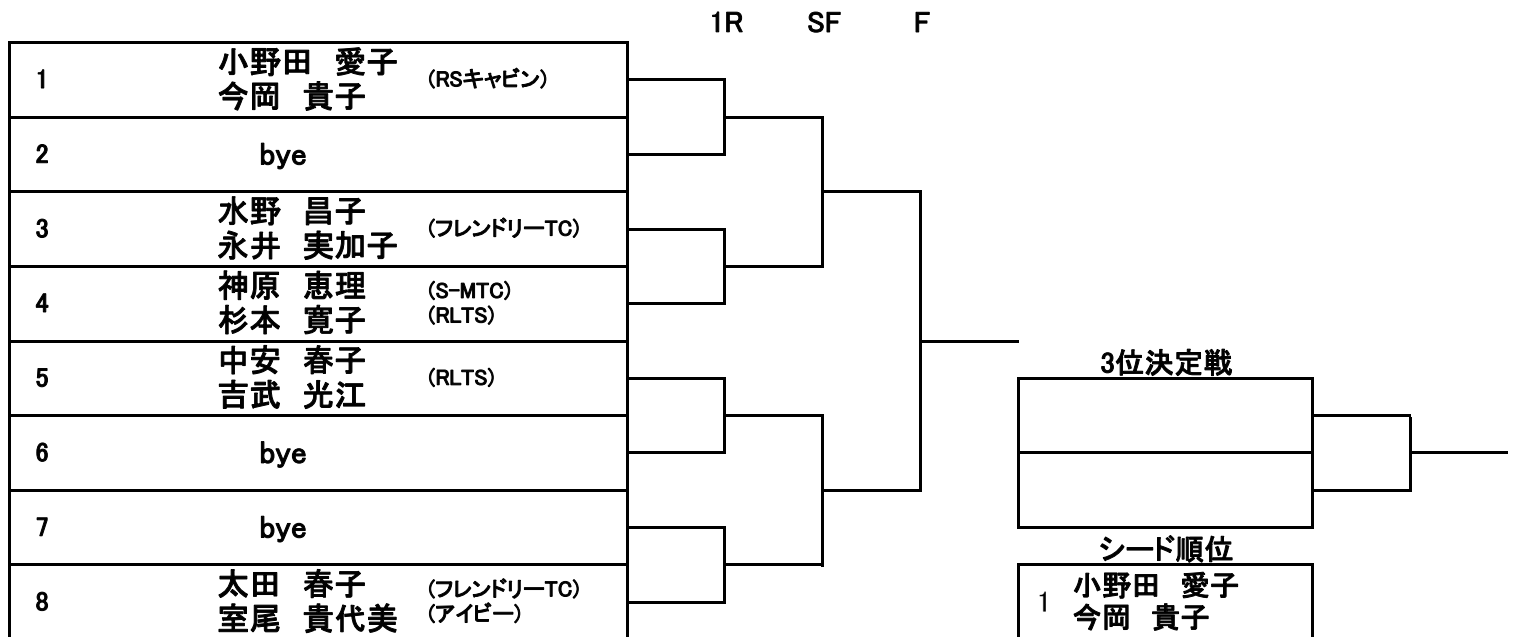 1R SF F
1 小野田 愛子 (RSキャビン)
今岡 貴子
2 bye
3 水野 昌子 (フレンドリーTC)
永井 実加子
4 神原 恵理 (S-MTC)
杉本 寛子 (RLTS)
5 中安 春子 (RLTS)
吉武 光江
6 bye
7 bye
8 太田 春子 (フレンドリーTC)
室尾 貴代美 (アイビー)
3位決定戦
シード順位
1 小野田 愛子
今岡 貴子